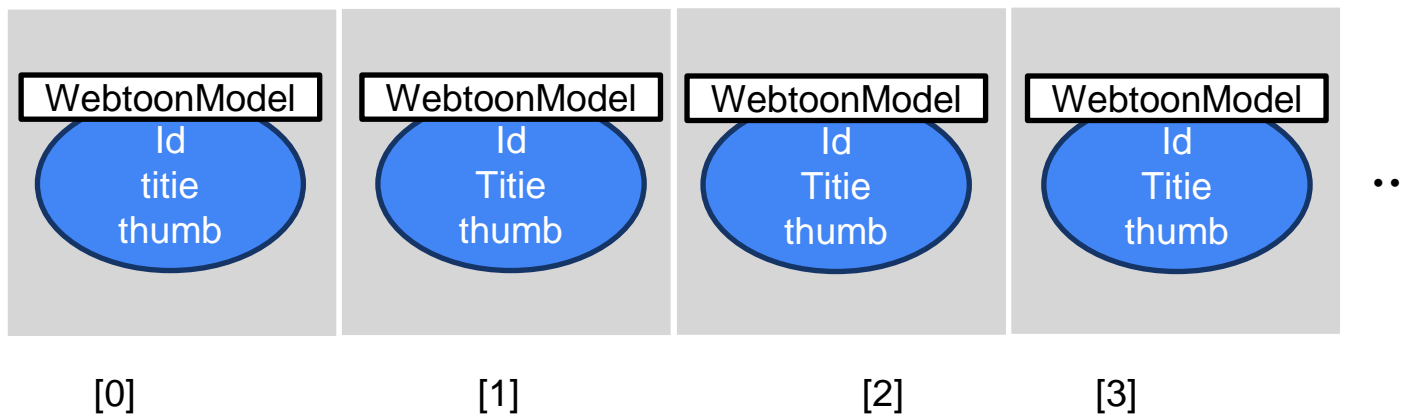 WebtoonModel
Id
titie
thumb
WebtoonModel
Id
Titie
thumb
WebtoonModel
Id
Titie
thumb
WebtoonModel
Id
Titie
thumb
..
[0] [1] [2] [3]